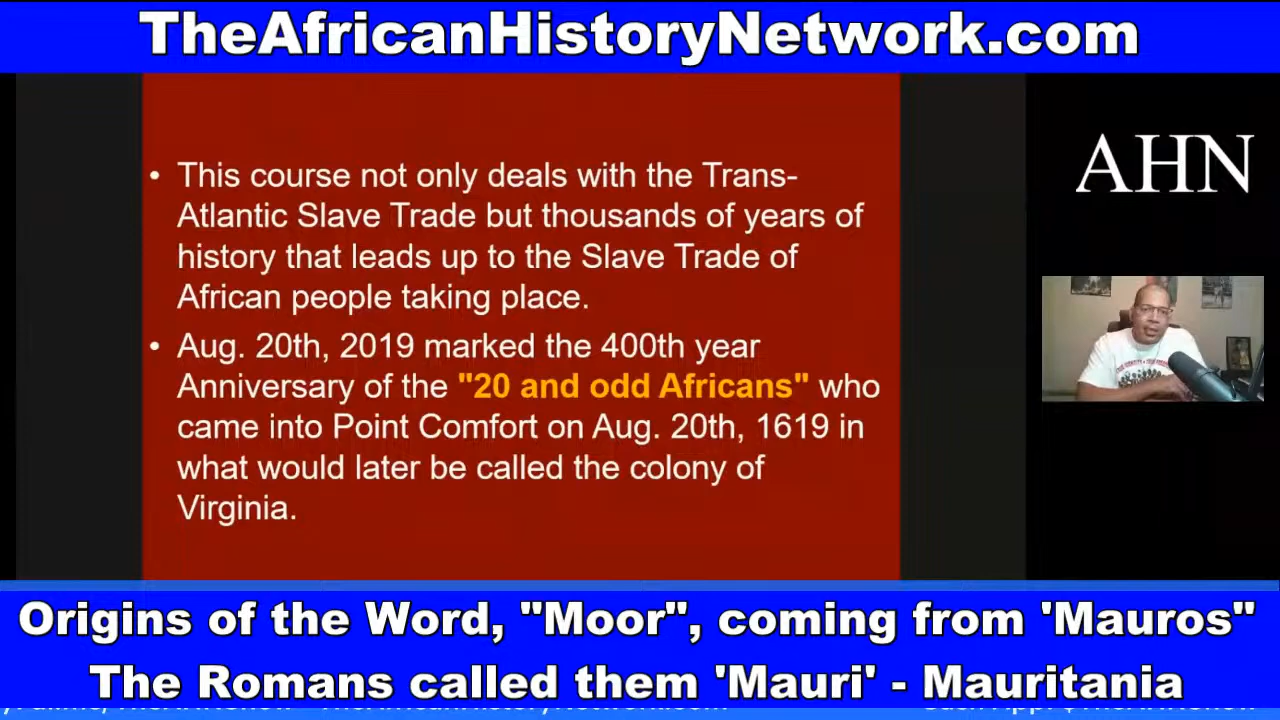 TheAfricanHistoryNetwork.com
AHN
• This course not only deals with the Trans-
Atlantic Slave Trade but thousands of years of
history that leads up to the Slave Trade of
African people taking place.
• Aug. 20th, 2019 marked the 400th year
Anniversary of the "20 and odd Africans" who
came into Point Comfort on Aug. 20th, 1619 in
what would later be called the colony of
Virginia.
Origins of the Word, "Moor", coming from 'Mauros"
The Romans called them 'Mauri' - Mauritania